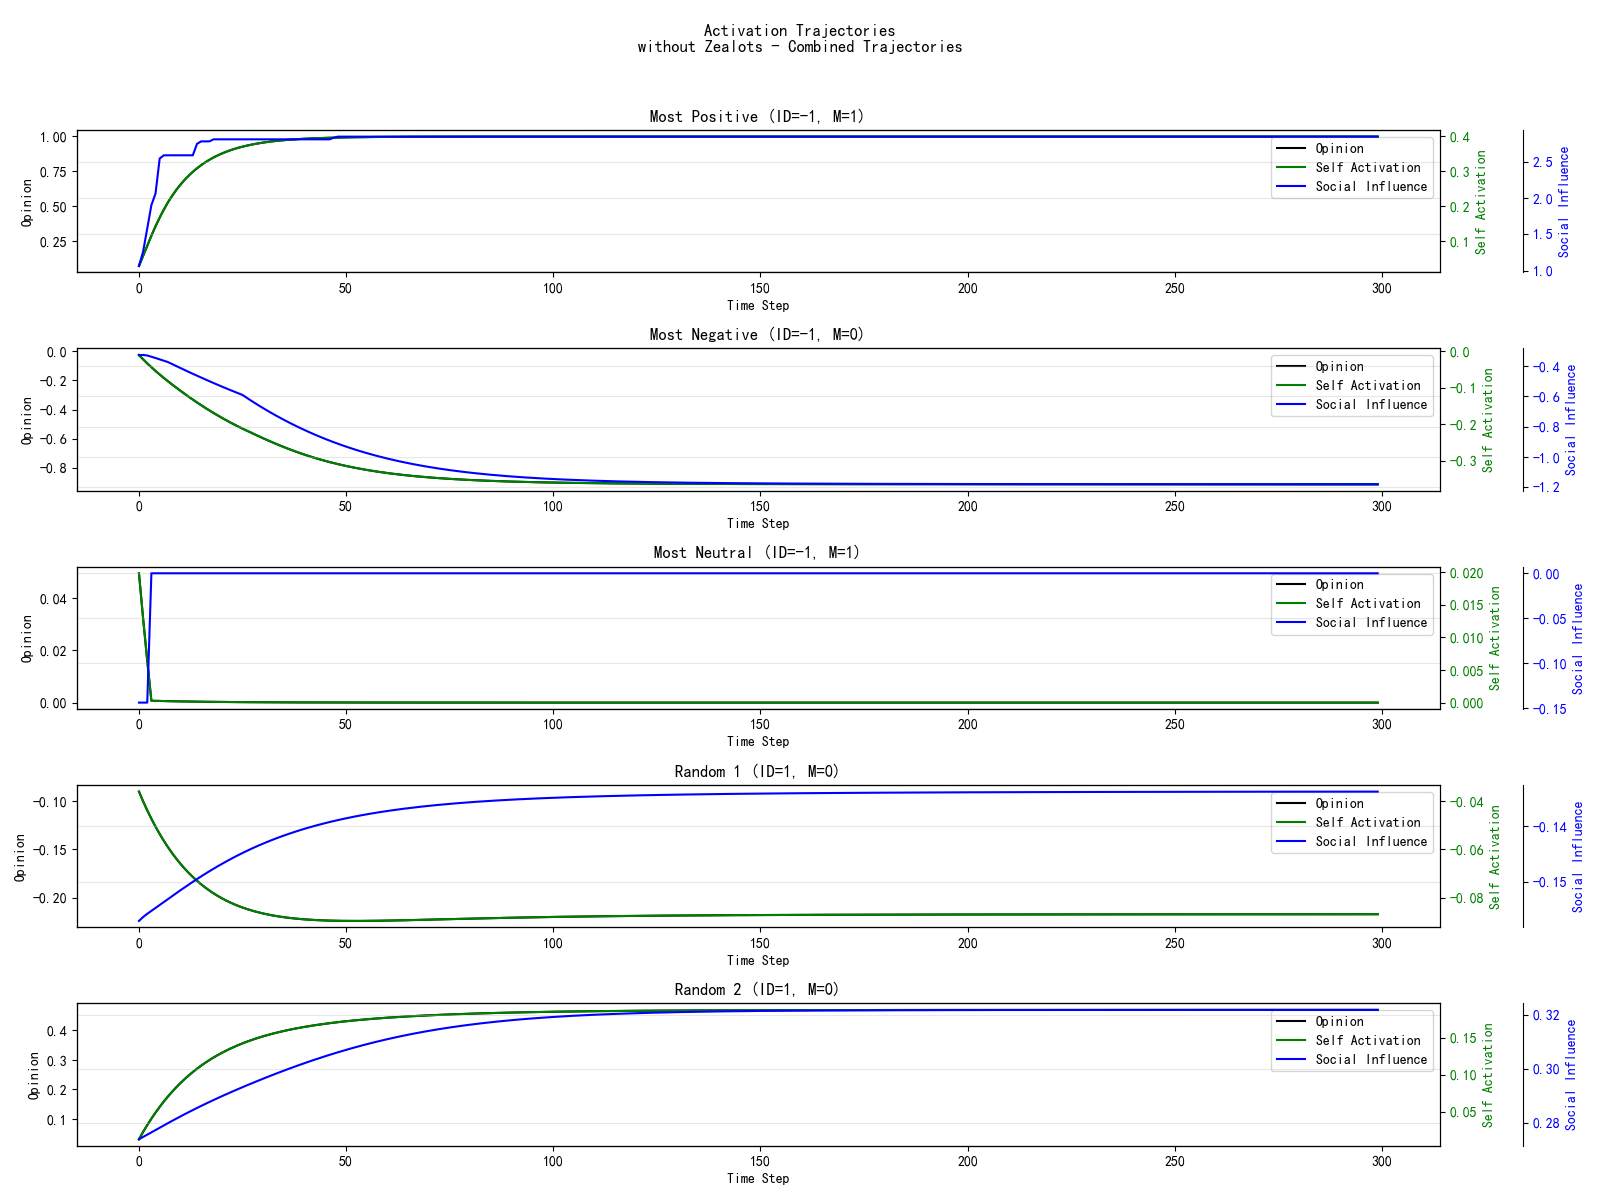 Activation Trajectories
without Zealots - Combined Trajectories
Most Positive (ID=-1, M=1)
1.00
0.75
0.50
0.25
Opinion
0 50 100 150 200 250 300
Time Step
Opinion
Self Activation
Social Influence
0.4
0.3
0.2
0.1
Self Activation
2.5
2.0
1.5
1.0
Social Influence
Most Negative (ID=-1, M=0)
0.0
-0.2
-0.4
-0.6
-0.8
Opinion
0 50 100 150 200 250 300
Time Step
Opinion
Self Activation
Social Influence
0.0
-0.1
-0.2
-0.3
Self Activation
-0.4
-0.6
-0.8
-1.0
-1.2
Social Influence
Most Neutral (ID=-1, M=1)
0.04
0.02
0.00
Opinion
0 50 100 150 200 250 300
Time Step
Opinion
Self Activation
Social Influence
0.020
0.015
0.010
0.005
0.000
Self Activation
0.00
-0.05
-0.10
-0.15
Social Influence
Random 1 (ID=1, M=0)
-0.10
-0.15
-0.20
Opinion
0 50 100 150 200 250 300
Time Step
Opinion
Self Activation
Social Influence
-0.04
-0.06
-0.08
Self Activation
-0.14
-0.15
Social Influence
Random 2 (ID=1, M=0)
0.4
0.3
0.2
0.1
Opinion
0 50 100 150 200 250 300
Time Step
Opinion
Self Activation
Social Influence
0.15
0.10
0.05
Self Activation
0.32
0.30
0.28
Social Influence